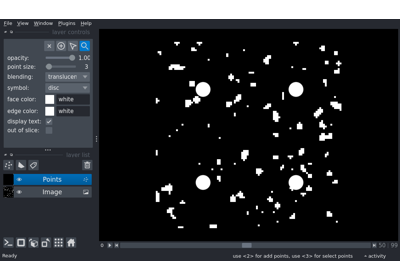 File View Window Plugins Help
layer controls
opacity: 1.00
point size: 3
blending: translucen
symbol: disc
face color: white
edge color: white
display text:
out of slice:
layer list
Points
Image
0 50 99
use <2> for add points, use <3> for select points activity